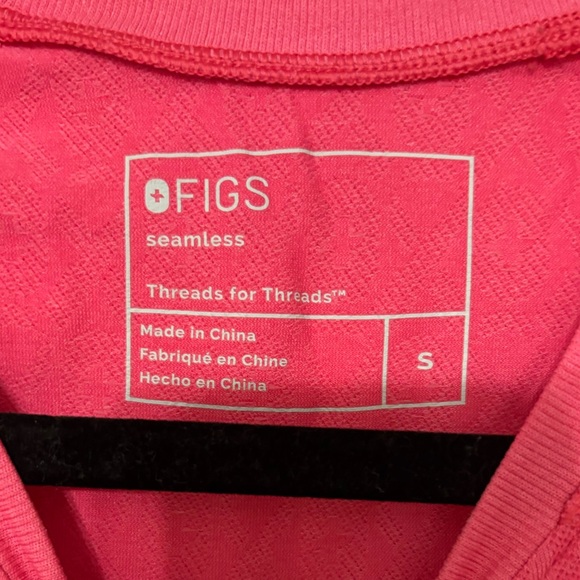 FIGS
seamless
Threads for Threads™
Made in China
Fabriqué en Chine
Hecho en China
S